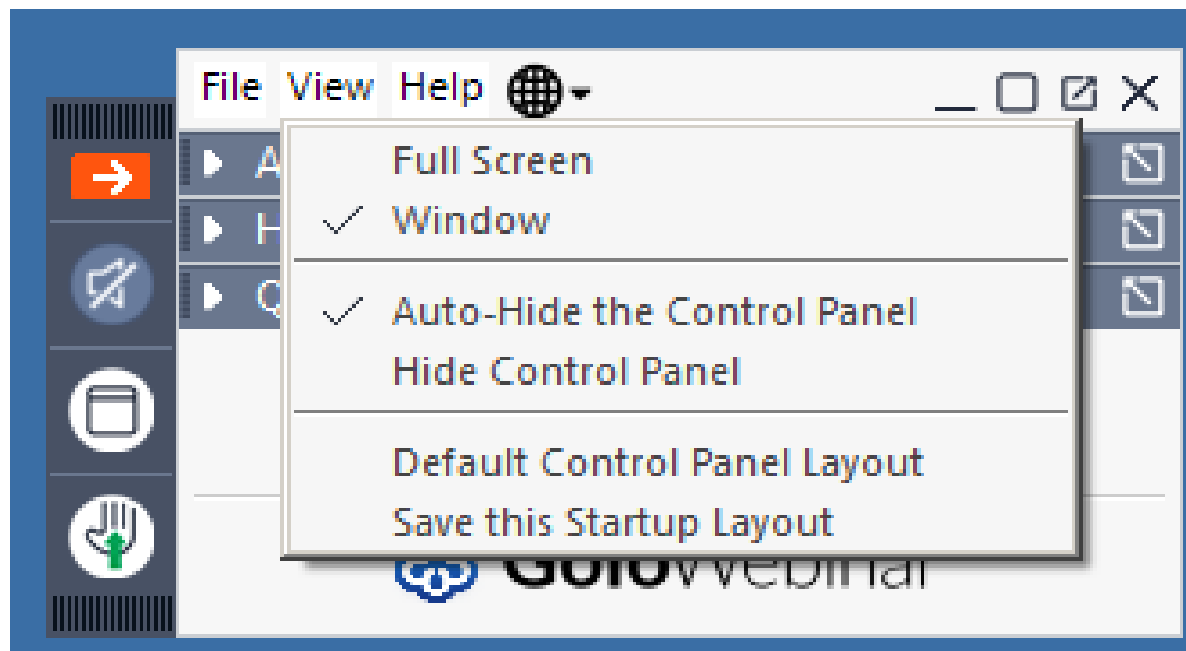 File View Help
A
Full Screen
H
Window
Q
Auto-Hide the Control Panel
Hide Control Panel
Default Control Panel Layout
Save this Startup Layout
GoToWebinar